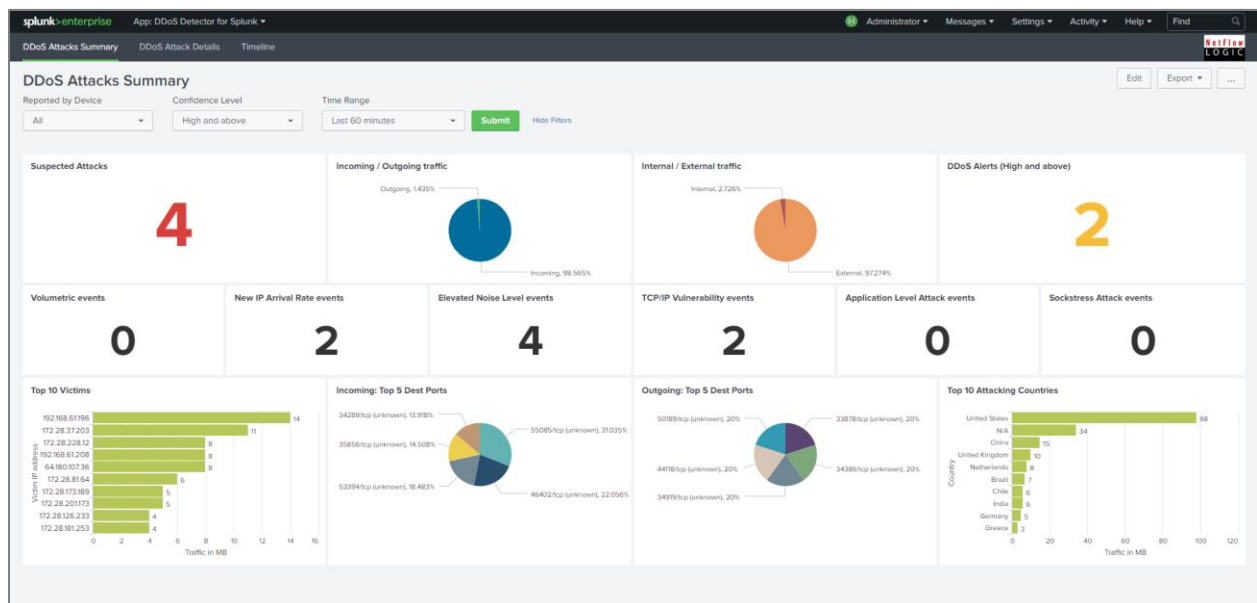 splunk>enterprise App: DDoS Detector for Splunk Administrator Messages Settings Activity Help Find
DDoS Attacks Summary DDoS Attack Details Timeline
NetFlow
LOGIC
DDoS Attacks Summary
Edit Export ...
Reported by Device Confidence Level Time Range
All High and above Last 60 minutes Submit Hide Filters
Suspected Attacks
4
Incoming / Outgoing traffic
Outgoing, 1.435%
Incoming, 98.565%
Internal / External traffic
Internal, 2.726%
External, 97.274%
DDoS Alerts (High and above)
2
Volumetric events
0
New IP Arrival Rate events
2
Elevated Noise Level events
4
TCP/IP Vulnerability events
2
Application Level Attack events
0
Sockstress Attack events
0
Top 10 Victims
Victim IP address
192.168.61.196 14
172.28.37.203 11
172.28.228.12 8
192.168.61.208 8
64.180.107.36 8
172.28.81.64 6
172.28.173.189 5
172.28.201.173 5
172.28.126.233 4
172.28.181.253 4
0 2 4 6 8 10 12 14 16
Traffic in MB
Incoming: Top 5 Dest Ports
34289/tcp (unknown), 13.918%
55085/tcp (unknown), 31.035%
35856/tcp (unknown), 14.508%
53394/tcp (unknown), 18.483%
46402/tcp (unknown), 22.056%
Outgoing: Top 5 Dest Ports
50189/tcp (unknown), 20%
33878/tcp (unknown), 20%
44118/tcp (unknown), 20%
34386/tcp (unknown), 20%
34919/tcp (unknown), 20%
Top 10 Attacking Countries
Country
United States 98
N/A 34
China 15
United Kingdom 10
Netherlands 8
Brazil 7
Chile 6
India 6
Germany 5
Greece 3
0 20 40 60 80 100 120
Traffic in MB